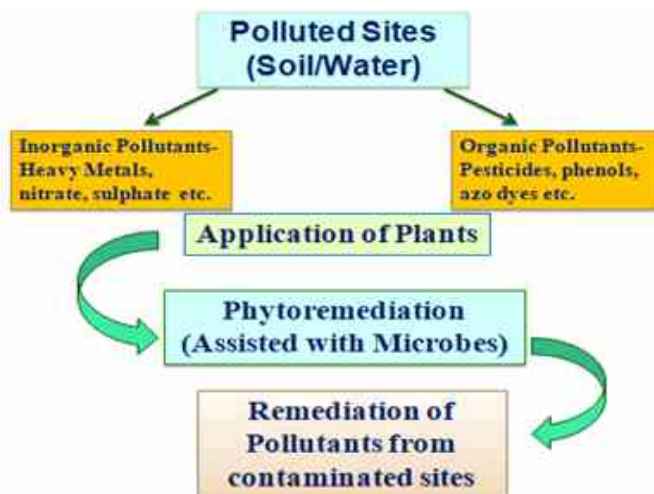 Polluted Sites
(Soil/Water)
Inorganic Pollutants-
Heavy Metals,
nitrate, sulphate etc.
Organic Pollutants-
Pesticides, phenols,
azo dyes etc.
Application of Plants
Phytoremediation
(Assisted with Microbes)
Remediation of
Pollutants from
contaminated sites